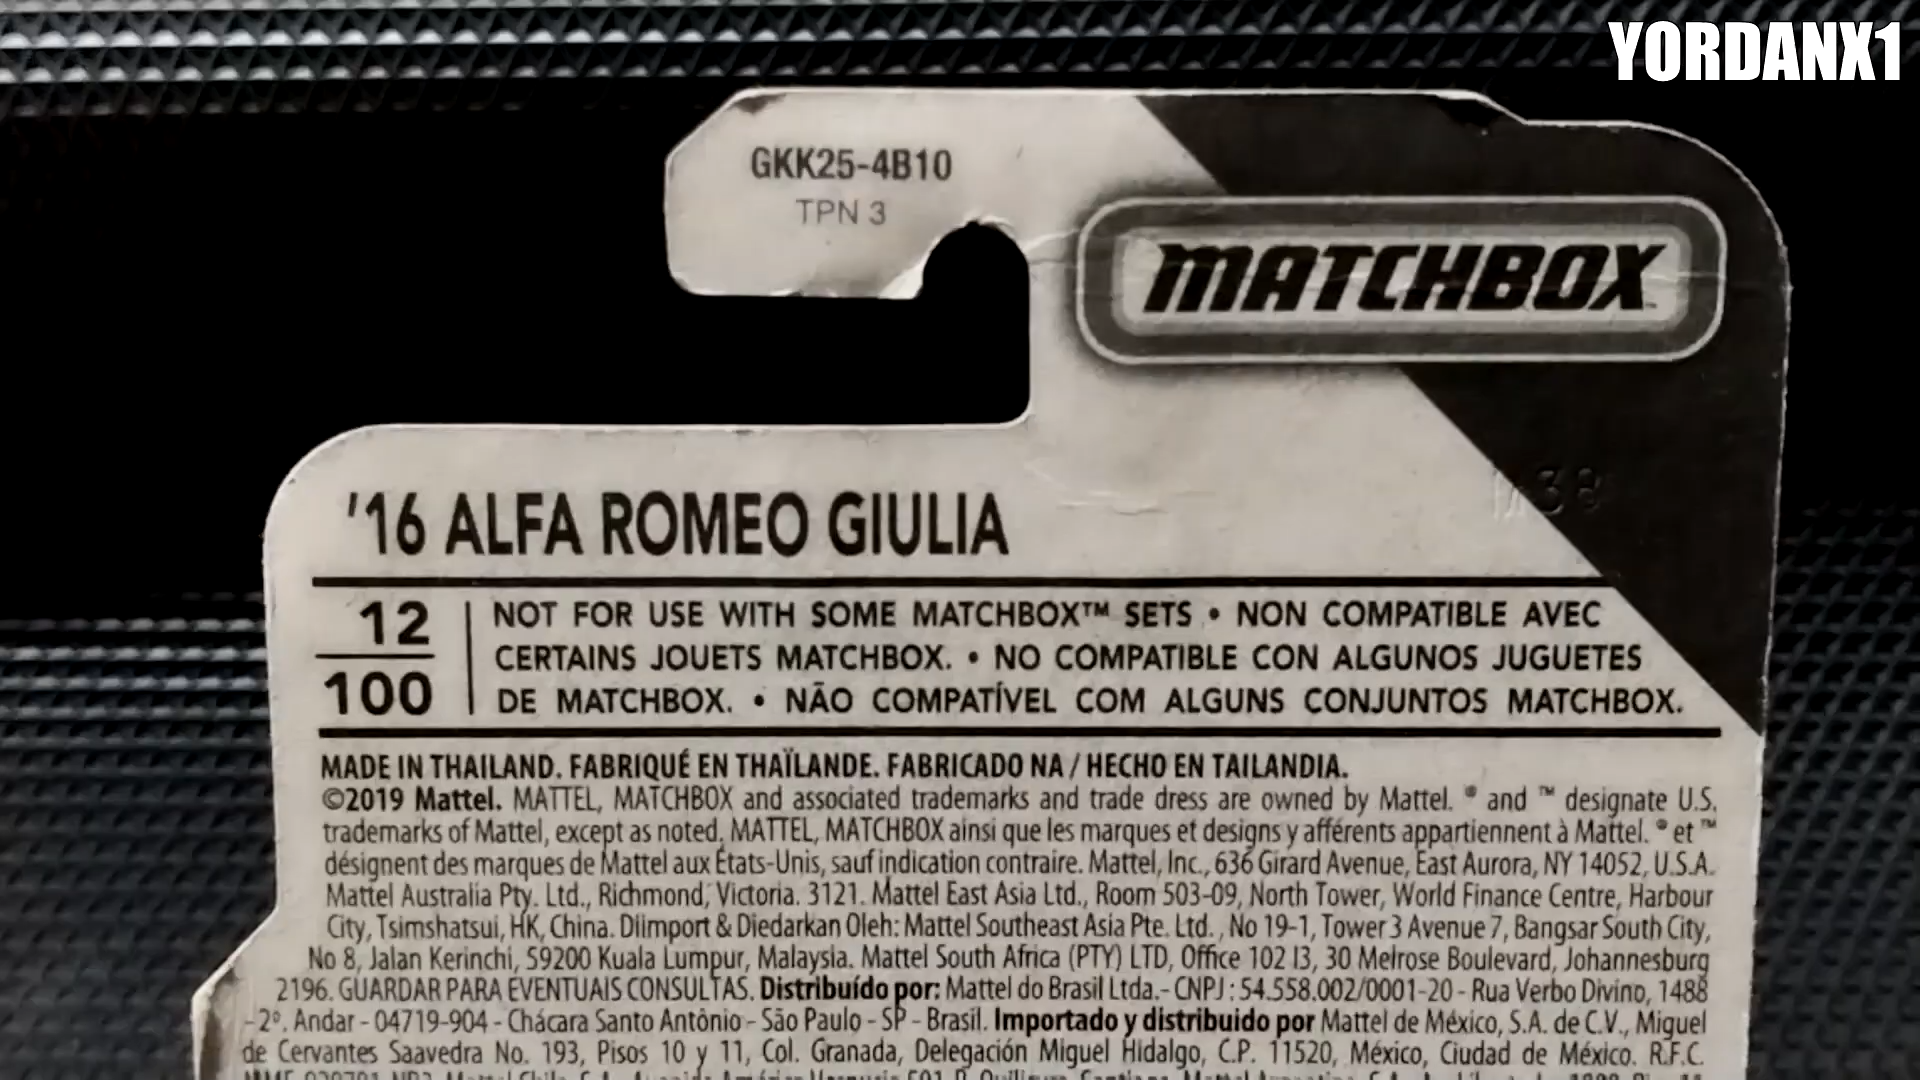 YORDANX1
GKK25-4B10
TPN 3
MATCHBOX
'16 ALFA ROMEO GIULIA
12
100
NOT FOR USE WITH SOME MATCHBOX™ SETS • NON COMPATIBLE AVEC
CERTAINS JOUETS MATCHBOX. • NO COMPATIBLE CON ALGUNOS JUGUETES
DE MATCHBOX. • NÃO COMPATÍVEL COM ALGUNS CONJUNTOS MATCHBOX.
MADE IN THAILAND. FABRIQUÉ EN THAÏLANDE. FABRICADO NA / HECHO EN TAILANDIA.
©2019 Mattel. MATTEL, MATCHBOX and associated trademarks and trade dress are owned by Mattel. ® and ™ designate U.S.
trademarks of Mattel, except as noted. MATTEL, MATCHBOX ainsi que les marques et designs y afférents appartiennent à Mattel. ® et ™
désignent des marques de Mattel aux États-Unis, sauf indication contraire. Mattel, Inc., 636 Girard Avenue, East Aurora, NY 14052, U.S.A.
Mattel Australia Pty. Ltd., Richmond, Victoria. 3121. Mattel East Asia Ltd., Room 503-09, North Tower, World Finance Centre, Harbour
City, Tsimshatsui, HK, China. Diimport & Diedarkan Oleh: Mattel Southeast Asia Pte. Ltd., No 19-1, Tower 3 Avenue 7, Bangsar South City,
No 8, Jalan Kerinchi, 59200 Kuala Lumpur, Malaysia. Mattel South Africa (PTY) LTD, Office 102 I3, 30 Melrose Boulevard, Johannesburg
2196. GUARDAR PARA EVENTUAIS CONSULTAS. Distribuído por: Mattel do Brasil Ltda.- CNPJ : 54.558.002/0001-20 - Rua Verbo Divino, 1488
- 2º. Andar - 04719-904 - Chácara Santo Antônio - São Paulo - SP - Brasil. Importado y distribuido por Mattel de México, S.A. de C.V., Miguel
de Cervantes Saavedra No. 193, Pisos 10 y 11, Col. Granada, Delegación Miguel Hidalgo, C.P. 11520, México, Ciudad de México. R.F.C.